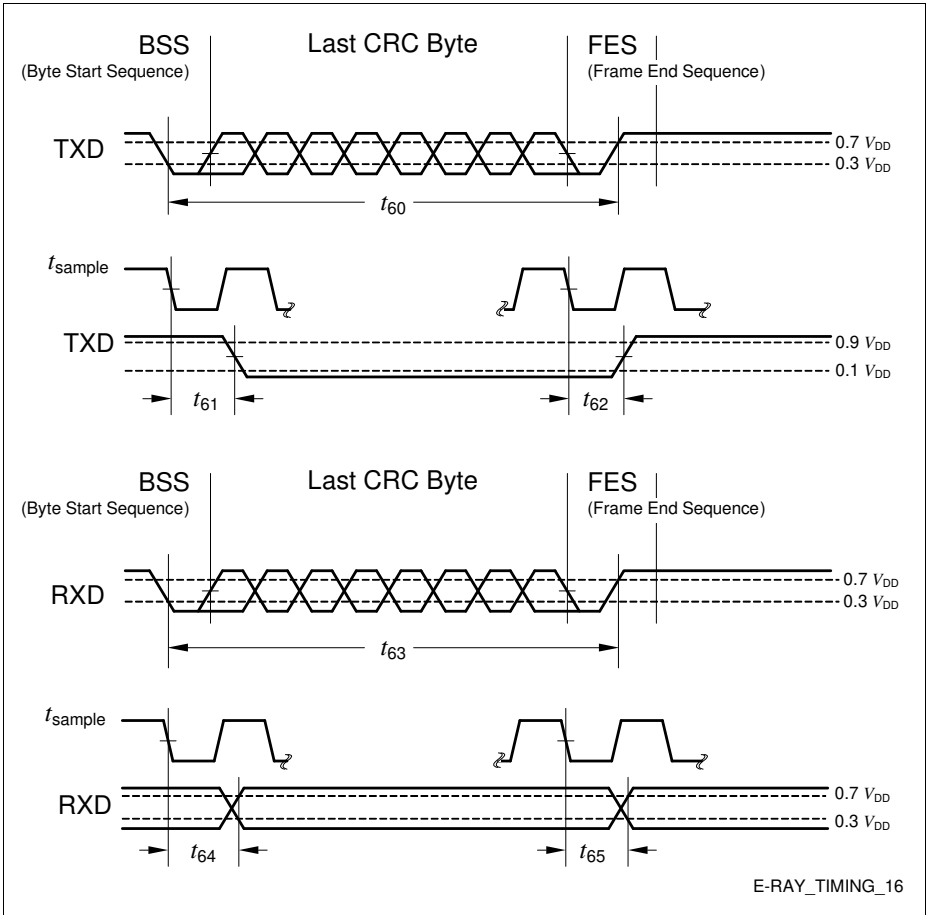 BSS Last CRC Byte FES
(Byte Start Sequence) (Frame End Sequence)
TXD 0.7 VDD
0.3 VDD
t60
tsample
TXD 0.9 VDD
0.1 VDD
t61 t62
BSS Last CRC Byte FES
(Byte Start Sequence) (Frame End Sequence)
RXD 0.7 VDD
0.3 VDD
t63
tsample
RXD 0.7 VDD
0.3 VDD
t64 t65
E-RAY_TIMING_16